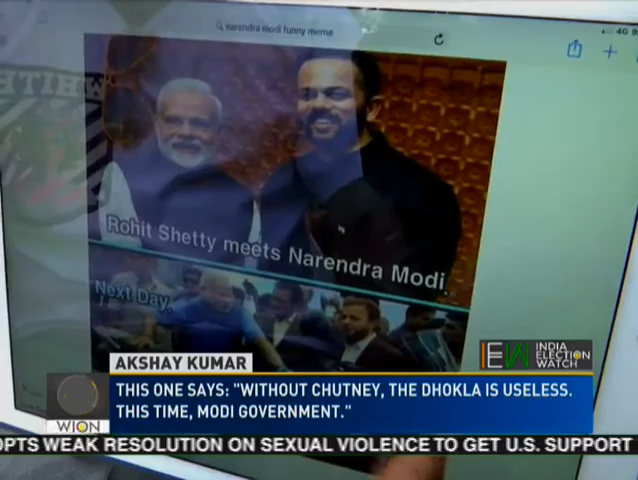 narendra modi funny meme
4G
WHITE
Rohit Shetty meets Narendra Modi
Next Day
AKSHAY KUMAR
INDIA
ELECTION
WATCH
THIS ONE SAYS: "WITHOUT CHUTNEY, THE DHOKLA IS USELESS.
THIS TIME, MODI GOVERNMENT."
WION
OPTS WEAK RESOLUTION ON SEXUAL VIOLENCE TO GET U.S. SUPPORT